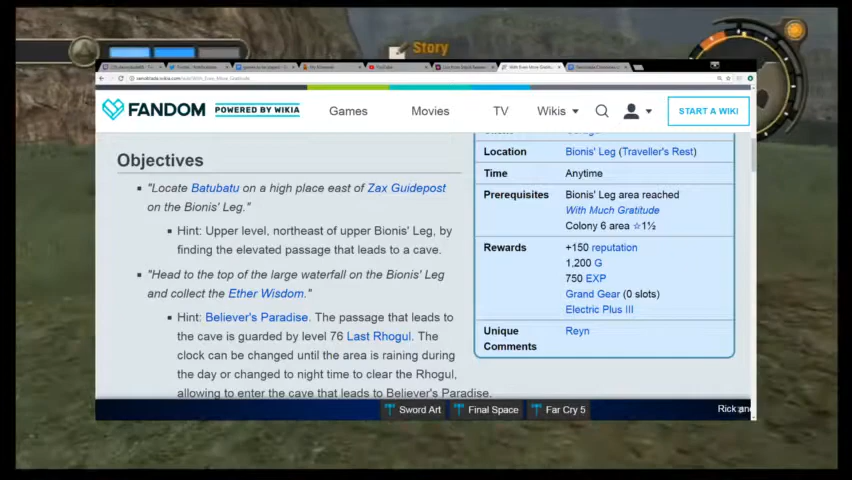 Story
FANDOM POWERED BY WIKIA
Games Movies TV Wikis START A WIKI
Objectives
"Locate Batubatu on a high place east of Zax Guidepost
on the Bionis' Leg."
Hint: Upper level, northeast of upper Bionis' Leg, by
finding the elevated passage that leads to a cave.
"Head to the top of the large waterfall on the Bionis' Leg
and collect the Ether Wisdom."
Hint: Believer's Paradise. The passage that leads to
the cave is guarded by level 76 Last Rhogul. The
clock can be changed until the area is raining during
the day or changed to night time to clear the Rhogul,
allowing to enter the cave that leads to Believer's Paradise.
Location Bionis' Leg (Traveller's Rest)
Time Anytime
Prerequisites Bionis' Leg area reached
With Much Gratitude
Colony 6 area ☆1½
Rewards +150 reputation
1,200 G
750 EXP
Grand Gear (0 slots)
Electric Plus III
Unique Reyn
Comments
Sword Art Final Space Far Cry 5 Rick and